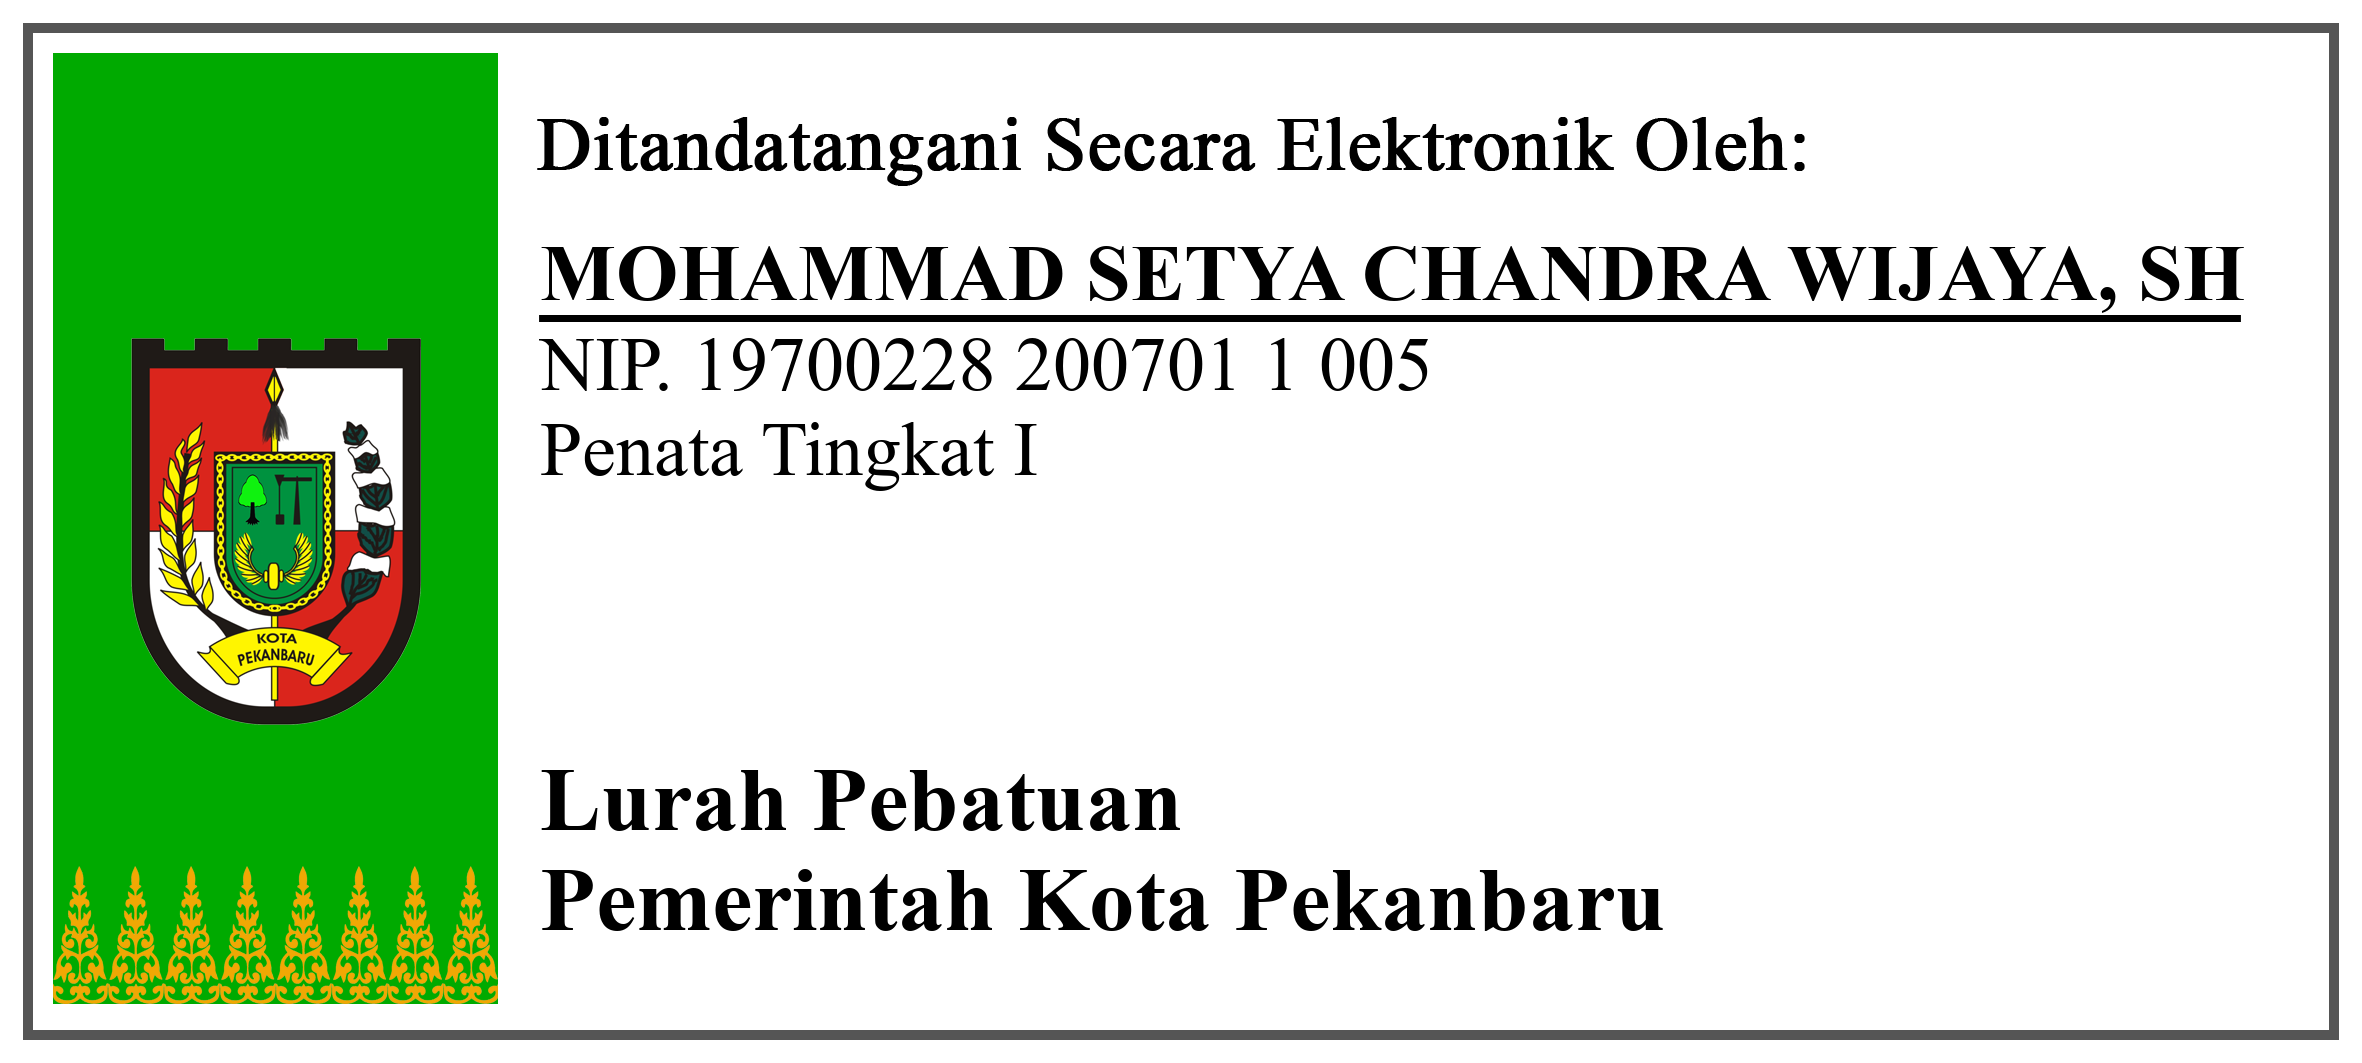 Ditandatangani Secara Elektronik Oleh:
MOHAMMAD SETYA CHANDRA WIJAYA, SH
NIP. 19700228 200701 1 005
Penata Tingkat I
KOTA
PEKANBARU
Lurah Pebatuan
Pemerintah Kota Pekanbaru